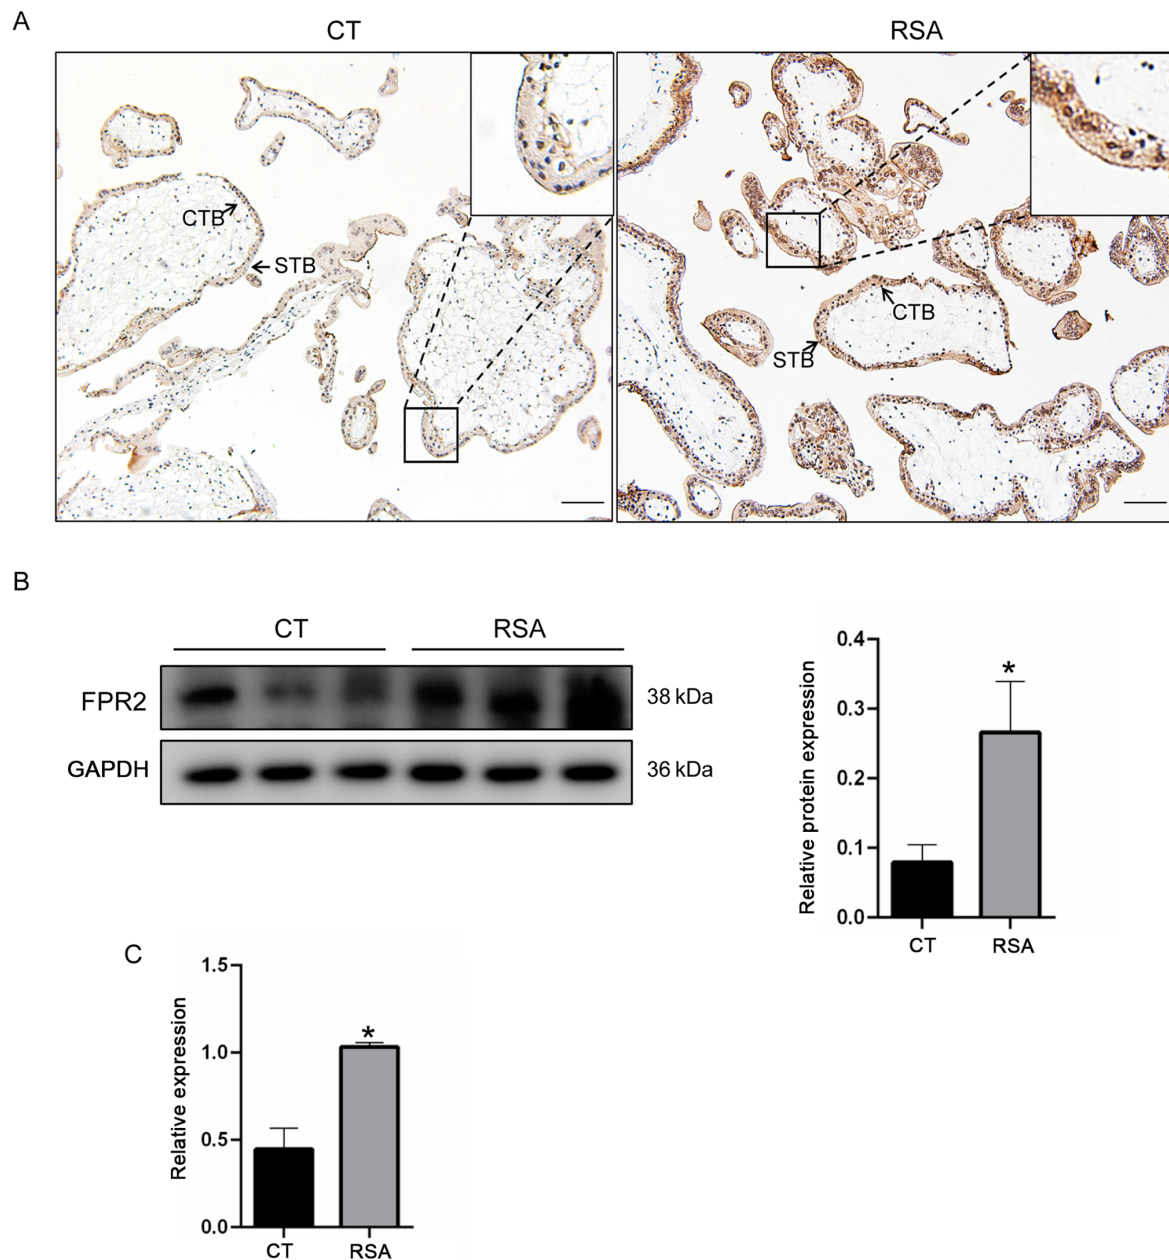 A
CT
RSA
CTB
STB
CTB
STB
B
CT
RSA
FPR2
38 kDa
GAPDH
36 kDa
Relative protein expression
0.4
0.3
0.2
0.1
0.0
*
CT
RSA
C
Relative expression
1.5
1.0
0.5
0.0
*
CT
RSA